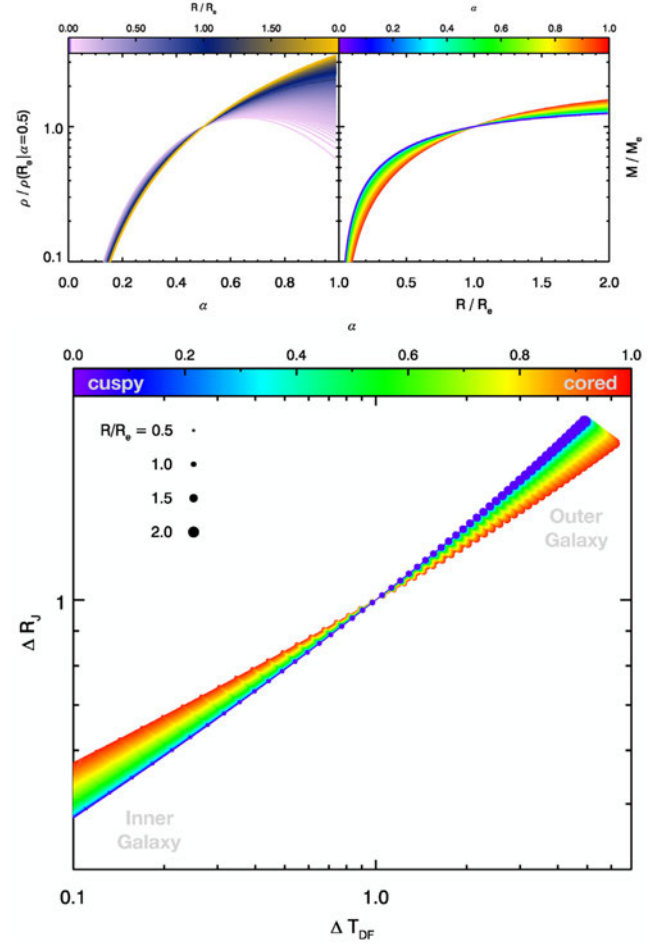 R / R_e α
0.00 0.50 1.00 1.50 0.0 0.2 0.4 0.6 0.8 1.0
ρ / ρ(R_e|α=0.5)
1.0
0.1
M / M_e
0.0 0.2 0.4 0.6 0.8 1.0 0.5 1.0 1.5 2.0
α R / R_e
α
0.0 0.2 0.4 0.6 0.8 1.0
cuspy cored
R/R_e = 0.5
1.0
1.5
2.0
Outer
Galaxy
1
Δ R_J
Inner
Galaxy
0.1 1.0
Δ T_DF